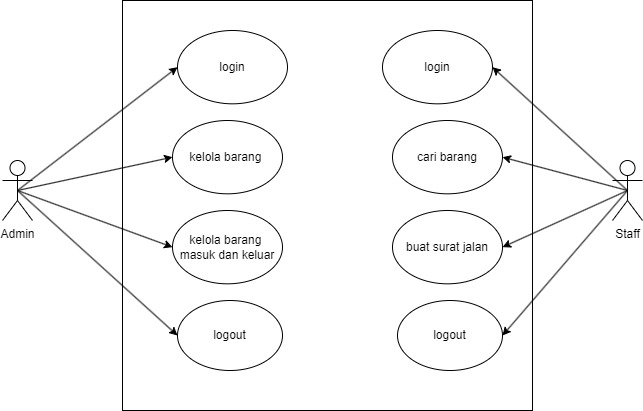 login
login
kelola barang
cari barang
Admin
Staff
kelola barang
masuk dan keluar
buat surat jalan
logout
logout